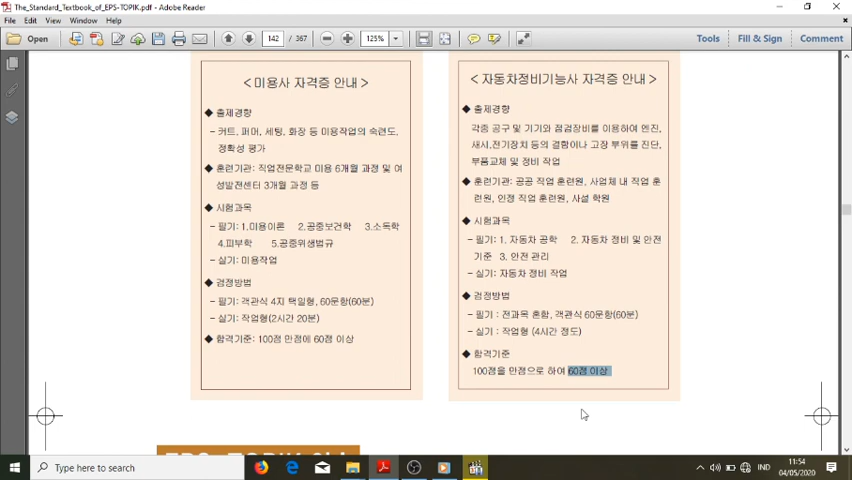 The_Standard_Textbook_of_EPS-TOPIK.pdf - Adobe Reader
File Edit View Window Help
Open 142 / 367 125% Tools Fill & Sign Comment
< 미용사 자격증 안내 >
◆ 출제경향
- 커트, 퍼머, 세팅, 화장 등 미용작업의 숙련도,
정확성 평가
◆ 훈련기관: 직업전문학교 미용 6개월 과정 및 여
성발전센터 3개월 과정 등
◆ 시험과목
- 필기: 1.미용이론 2.공중보건학 3.소독학
4.피부학 5.공중위생법규
- 실기: 미용작업
◆ 검정방법
- 필기: 객관식 4지 택일형, 60문항(60분)
- 실기: 작업형(2시간 20분)
◆ 합격기준: 100점 만점에 60점 이상
< 자동차정비기능사 자격증 안내 >
◆ 출제경향
각종 공구 및 기기와 점검장비를 이용하여 엔진,
새시,전기장치 등의 결함이나 고장 부위를 진단,
부품교체 및 정비 작업
◆ 훈련기관: 공공 직업 훈련원, 사업체 내 직업 훈
련원, 인정 직업 훈련원, 사설 학원
◆ 시험과목
- 필기: 1. 자동차 공학 2. 자동차 정비 및 안전
기준 3. 안전 관리
- 실기: 자동차 정비 작업
◆ 검정방법
- 필기 : 전과목 혼합, 객관식 60문항(60분)
- 실기 : 작업형 (4시간 정도)
◆ 합격기준
100점을 만점으로 하여 60점 이상
Type here to search
IND
11:54
04/05/2020